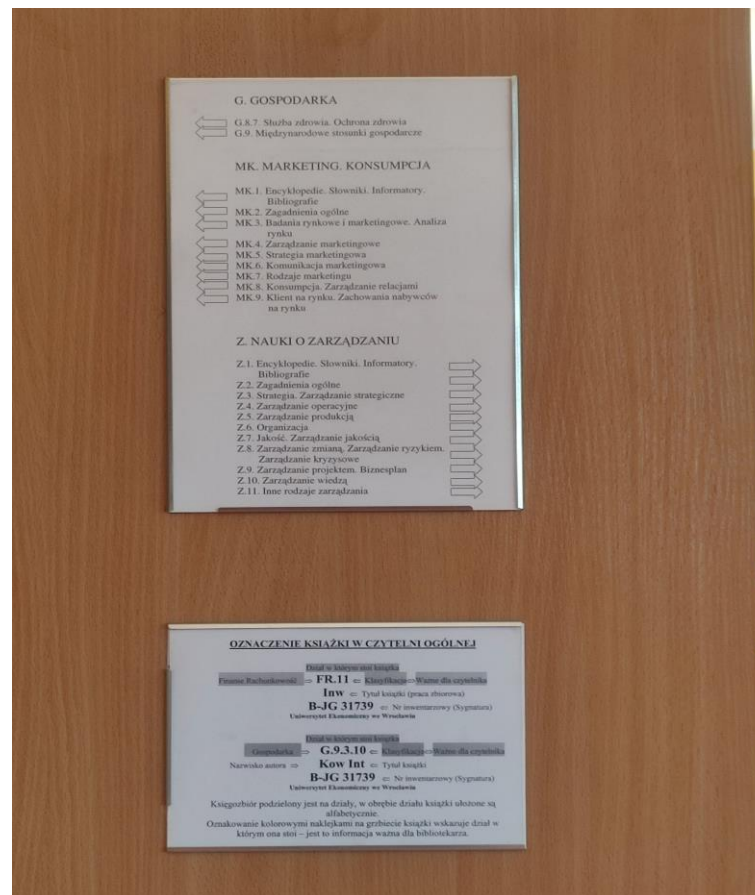 G. GOSPODARKA
G.8.7. Służba zdrowia. Ochrona zdrowia
G.9. Międzynarodowe stosunki gospodarcze
MK. MARKETING. KONSUMPCJA
MK.1. Encyklopedie. Słowniki. Informatory.
Bibliografie
MK.2. Zagadnienia ogólne
MK.3. Badania rynkowe i marketingowe. Analiza
rynku
MK.4. Zarządzanie marketingowe
MK.5. Strategia marketingowa
MK.6. Komunikacja marketingowa
MK.7. Rodzaje marketingu
MK.8. Konsumpcja. Zarządzanie relacjami
MK.9. Klient na rynku. Zachowania nabywców
na rynku
Z. NAUKI O ZARZĄDZANIU
Z.1. Encyklopedie. Słowniki. Informatory.
Bibliografie
Z.2. Zagadnienia ogólne
Z.3. Strategia. Zarządzanie strategiczne
Z.4. Zarządzanie operacyjne
Z.5. Zarządzanie produkcją
Z.6. Organizacja
Z.7. Jakość. Zarządzanie jakością
Z.8. Zarządzanie zmianą. Zarządzanie ryzykiem.
Zarządzanie kryzysowe
Z.9. Zarządzanie projektem. Biznesplan
Z.10. Zarządzanie wiedzą
Z.11. Inne rodzaje zarządzania
OZNACZENIE KSIĄŻKI W CZYTELNI OGÓLNEJ
Dział w którym stoi książka
Finanse Rachunkowość ⇨ FR.11 ⇦ Klasyfikacja⇨Ważne dla czytelnika
Inw ⇦ Tytuł książki (praca zbiorowa)
B-JG 31739 ⇦ Nr inwentarzowy (Sygnatura)
Uniwersytet Ekonomiczny we Wrocławiu
Dział w którym stoi książka
Gospodarka ⇨ G.9.3.10 ⇦ Klasyfikacja⇨Ważne dla czytelnika
Nazwisko autora ⇨ Kow Int ⇦ Tytuł książki
B-JG 31739 ⇦ Nr inwentarzowy (Sygnatura)
Uniwersytet Ekonomiczny we Wrocławiu
Księgozbiór podzielony jest na działy, w obrębie działu książki ułożone są
alfabetycznie.
Oznakowanie kolorowymi naklejkami na grzbiecie książki wskazuje dział w
którym ona stoi – jest to informacja ważna dla bibliotekarza.